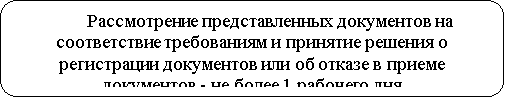 Рассмотрение представленных документов на
соответствие требованиям и принятие решения о
регистрации документов или об отказе в приеме
документов - не более 1 рабочего дня